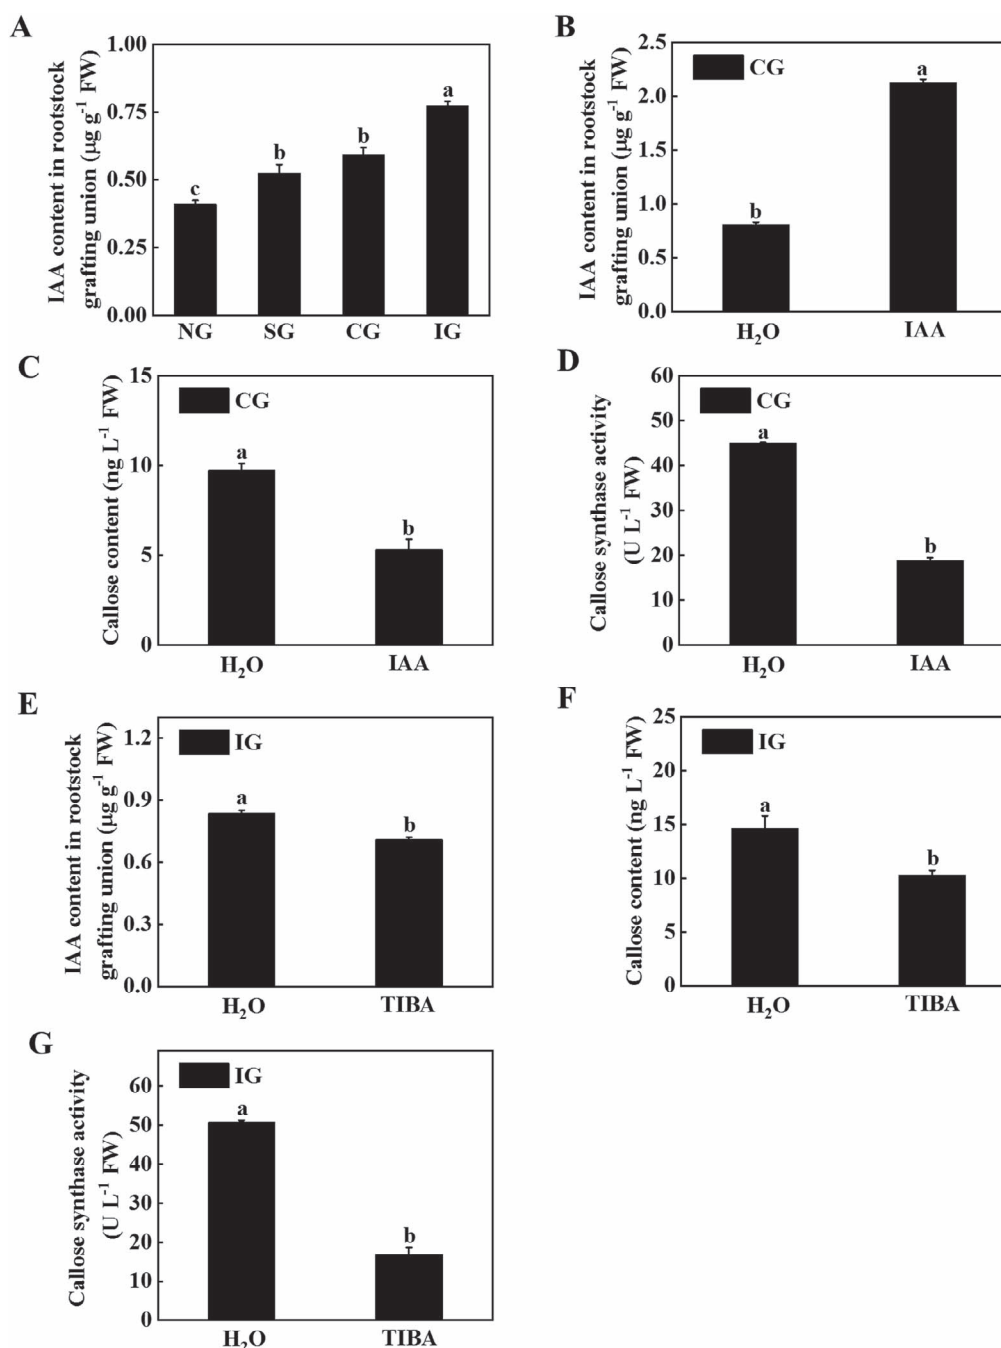 A
IAA content in rootstock
grafting union (µg g⁻¹ FW)
1.00
0.75
0.50
0.25
0.00
c
b
b
a
NG SG CG IG
B
IAA content in rootstock
grafting union (µg g⁻¹ FW)
2.5
2.0
1.5
1.0
0.5
0.0
CG
b
a
H₂O IAA
C
Callose content (ng L⁻¹ FW)
15
10
5
0
CG
a
b
H₂O IAA
D
Callose synthase activity
(U L⁻¹ FW)
60
50
40
30
20
10
0
CG
a
b
H₂O IAA
E
IAA content in rootstock
grafting union (µg g⁻¹ FW)
1.2
0.9
0.6
0.3
0.0
IG
a
b
H₂O TIBA
F
Callose content (ng L⁻¹ FW)
25
20
15
10
5
0
IG
a
b
H₂O TIBA
G
Callose synthase activity
(U L⁻¹ FW)
60
50
40
30
20
10
0
IG
a
b
H₂O TIBA